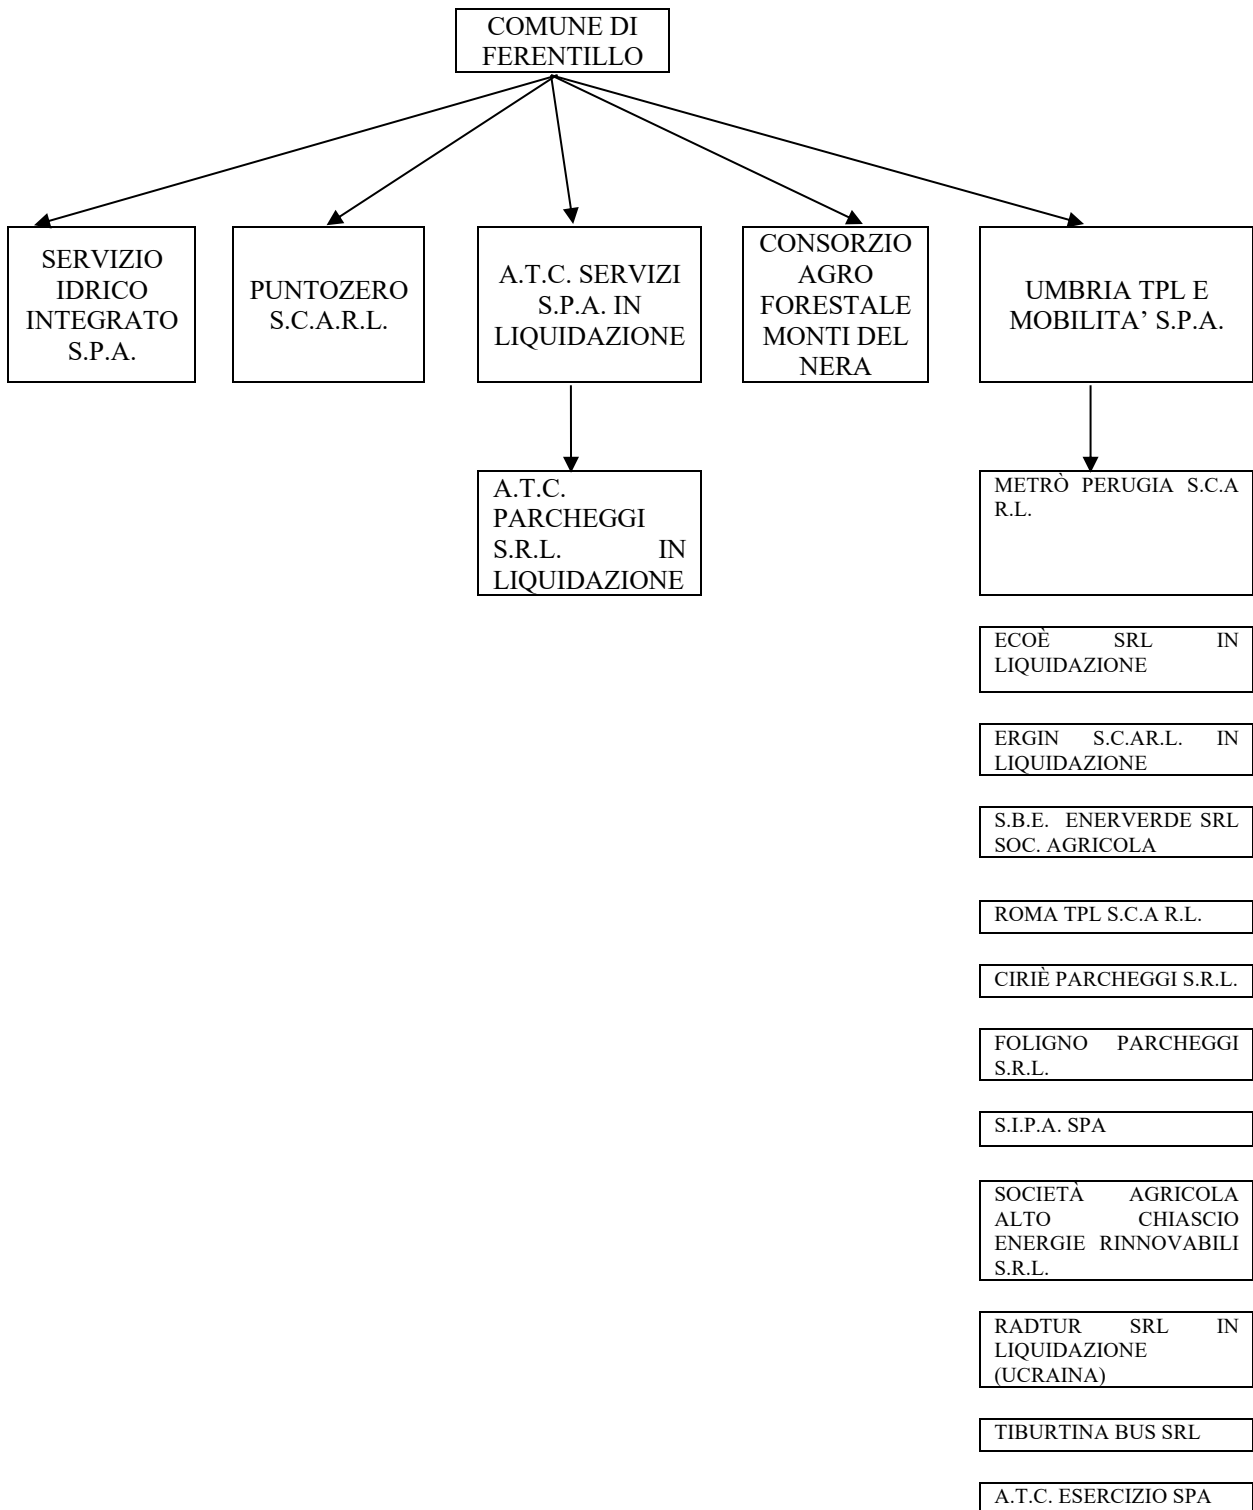 COMUNE DI
FERENTILLO
SERVIZIO
IDRICO
INTEGRATO
S.P.A.
PUNTOZERO
S.C.A.R.L.
A.T.C. SERVIZI
S.P.A. IN
LIQUIDAZIONE
CONSORZIO
AGRO
FORESTALE
MONTI DEL
NERA
UMBRIA TPL E
MOBILITA’ S.P.A.
A.T.C.
PARCHEGGI
S.R.L. IN
LIQUIDAZIONE
METRÒ PERUGIA S.C.A
R.L.
ECOÈ SRL IN
LIQUIDAZIONE
ERGIN S.C.AR.L. IN
LIQUIDAZIONE
S.B.E. ENERVERDE SRL
SOC. AGRICOLA
ROMA TPL S.C.A R.L.
CIRIÈ PARCHEGGI S.R.L.
FOLIGNO PARCHEGGI
S.R.L.
S.I.P.A. SPA
SOCIETÀ AGRICOLA
ALTO CHIASCIO
ENERGIE RINNOVABILI
S.R.L.
RADTUR SRL IN
LIQUIDAZIONE
(UCRAINA)
TIBURTINA BUS SRL
A.T.C. ESERCIZIO SPA